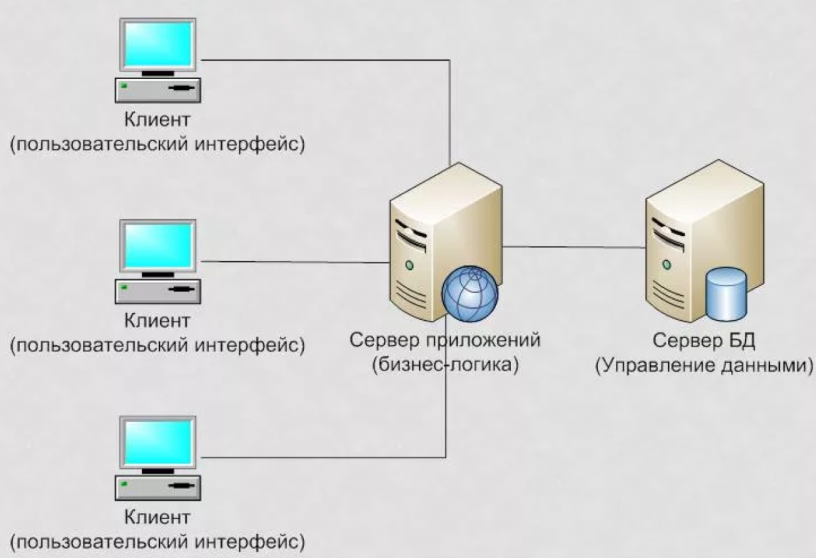 Клиент
(пользовательский интерфейс)
Клиент
(пользовательский интерфейс)
Сервер приложений
(бизнес-логика)
Сервер БД
(Управление данными)
Клиент
(пользовательский интерфейс)